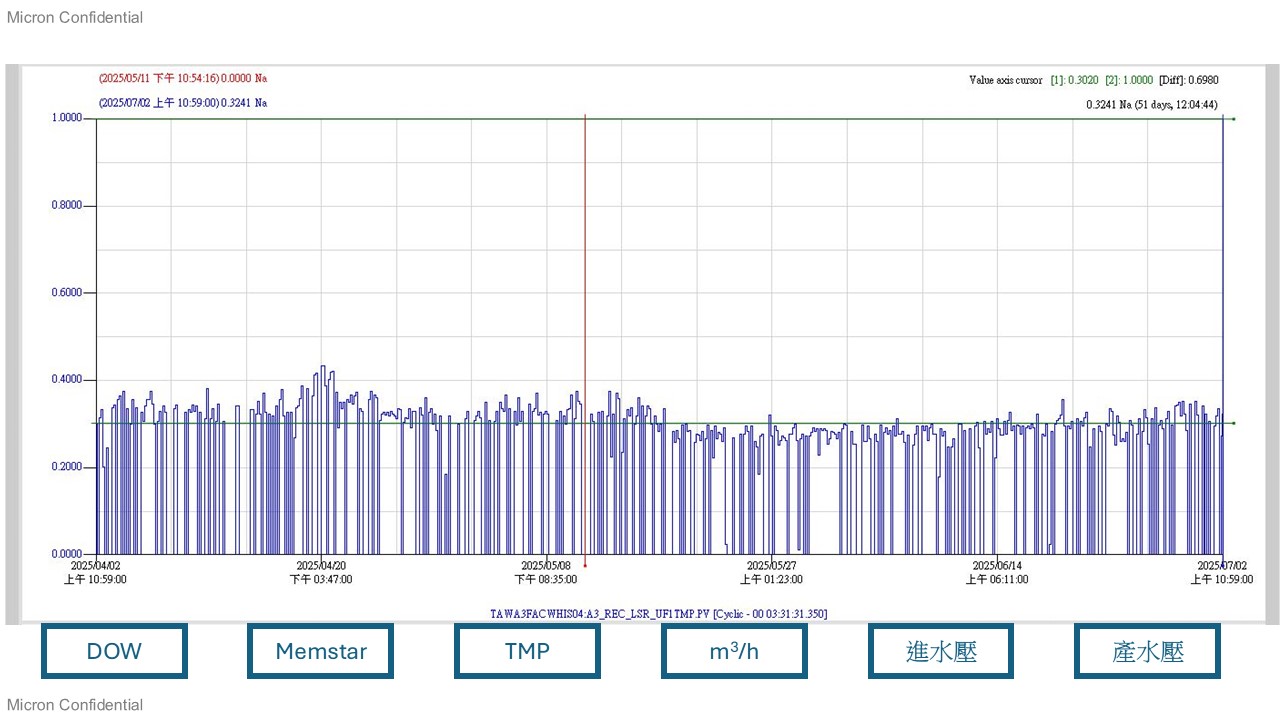 Micron Confidential
(2025/05/11 下午 10:54:16) 0.0000 Na
Value axis cursor [1]: 0.3020 [2]: 1.0000 [Diff]: 0.6980
(2025/07/02 上午 10:59:00) 0.3241 Na
0.3241 Na (51 days, 12:04:44)
1.0000
0.8000
0.6000
0.4000
0.2000
0.0000
2025/04/02 2025/04/20 2025/05/08 2025/05/27 2025/06/14 2025/07/02
上午 10:59:00 下午 03:47:00 下午 08:35:00 上午 01:23:00 上午 06:11:00 上午 10:59:00
TAWA3FACWHIS04:A3_REC_LSR_UF1TMP.PV [Cyclic - 00 03:31:31.350]
DOW Memstar TMP m³/h 進水壓 產水壓
Micron Confidential